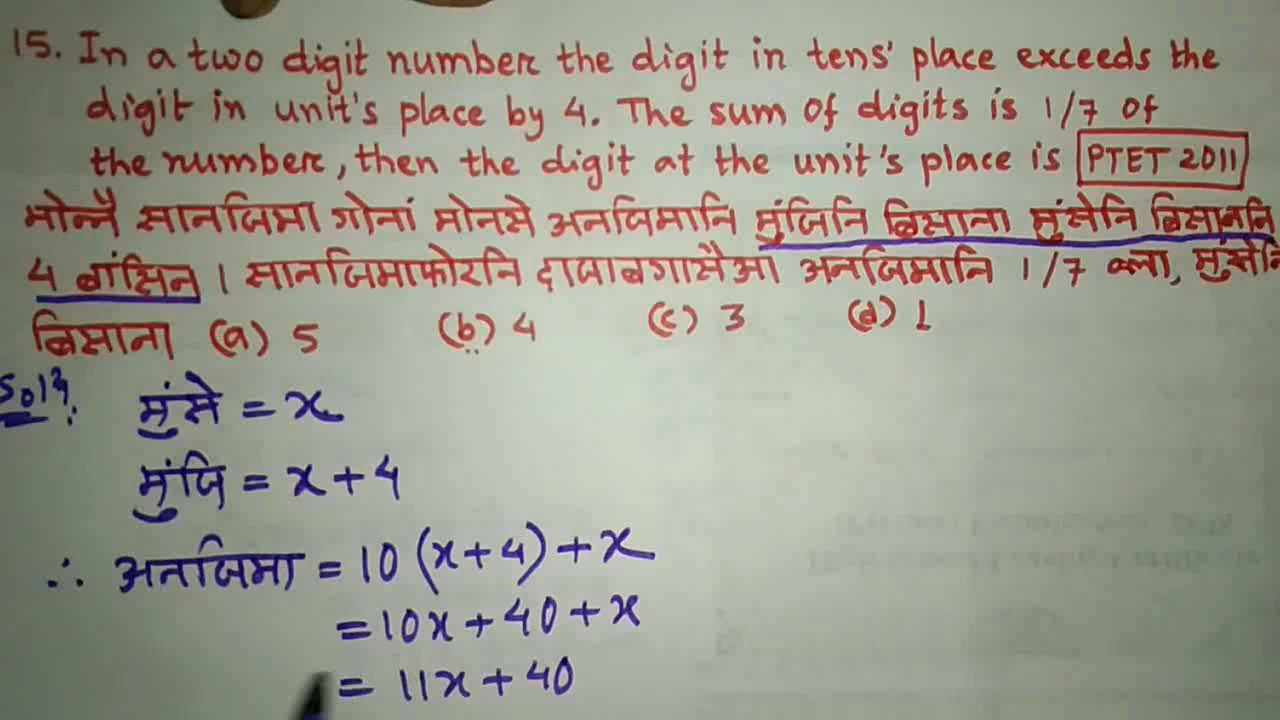 15. In a two digit number the digit in tens' place exceeds the
digit in unit's place by 4. The sum of digits is 1/7 of
the number, then the digit at the unit's place is PTET 2011
मोन्नै सानजिमा गोनां मोनसे अनजिमानि मुंजिनि बिसाना मुंसेनि बिसाननि
4 बांसिन । सानजिमाफोरनि दाजाबगासैआ अनजिमानि 1/7 बा, मुंसेनि
बिसाना (a) 5 (b) 4 (c) 3 (d) 1
Solⁿ. मुंसे = x
मुंजि = x + 4
∴ अनजिमा = 10 (x+4) + x
= 10x + 40 + x
= 11x + 40